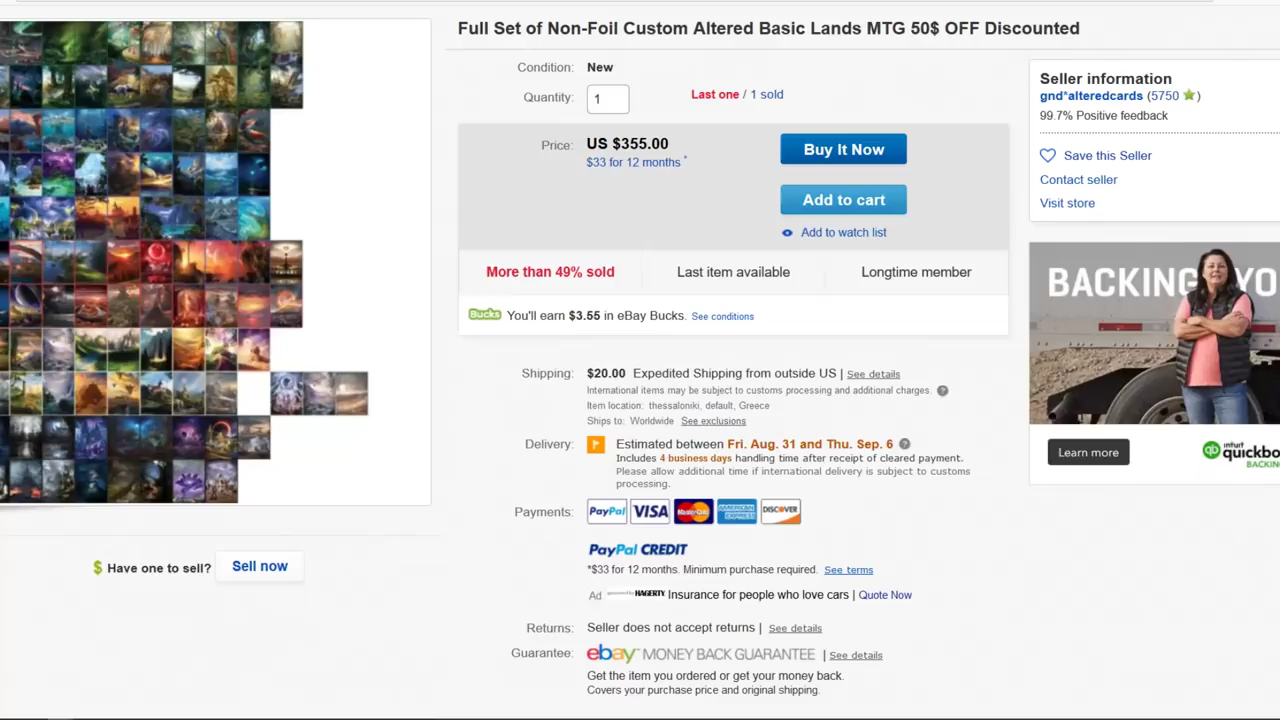 Full Set of Non-Foil Custom Altered Basic Lands MTG 50$ OFF Discounted
Condition: New
Quantity: 1
Last one / 1 sold
Price: US $355.00
$33 for 12 months *
Buy It Now
Add to cart
Add to watch list
More than 49% sold
Last item available
Longtime member
Bucks You'll earn $3.55 in eBay Bucks. See conditions
Shipping: $20.00 Expedited Shipping from outside US | See details
International items may be subject to customs processing and additional charges. ?
Item location: thessaloniki, default, Greece
Ships to: Worldwide See exclusions
Delivery: Estimated between Fri. Aug. 31 and Thu. Sep. 6 ?
Includes 4 business days handling time after receipt of cleared payment.
Please allow additional time if international delivery is subject to customs
processing.
Payments: PayPal VISA MasterCard AMERICAN EXPRESS DISCOVER
PayPal CREDIT
*$33 for 12 months. Minimum purchase required. See terms
Ad HAGERTY Insurance for people who love cars | Quote Now
Returns: Seller does not accept returns | See details
Guarantee: ebay MONEY BACK GUARANTEE | See details
Get the item you ordered or get your money back.
Covers your purchase price and original shipping.
$ Have one to sell? Sell now
Seller information
gnd*alteredcards (5750 )
99.7% Positive feedback
Save this Seller
Contact seller
Visit store
BACKING YO
Learn more
qb intuit
quickbo
BACKING